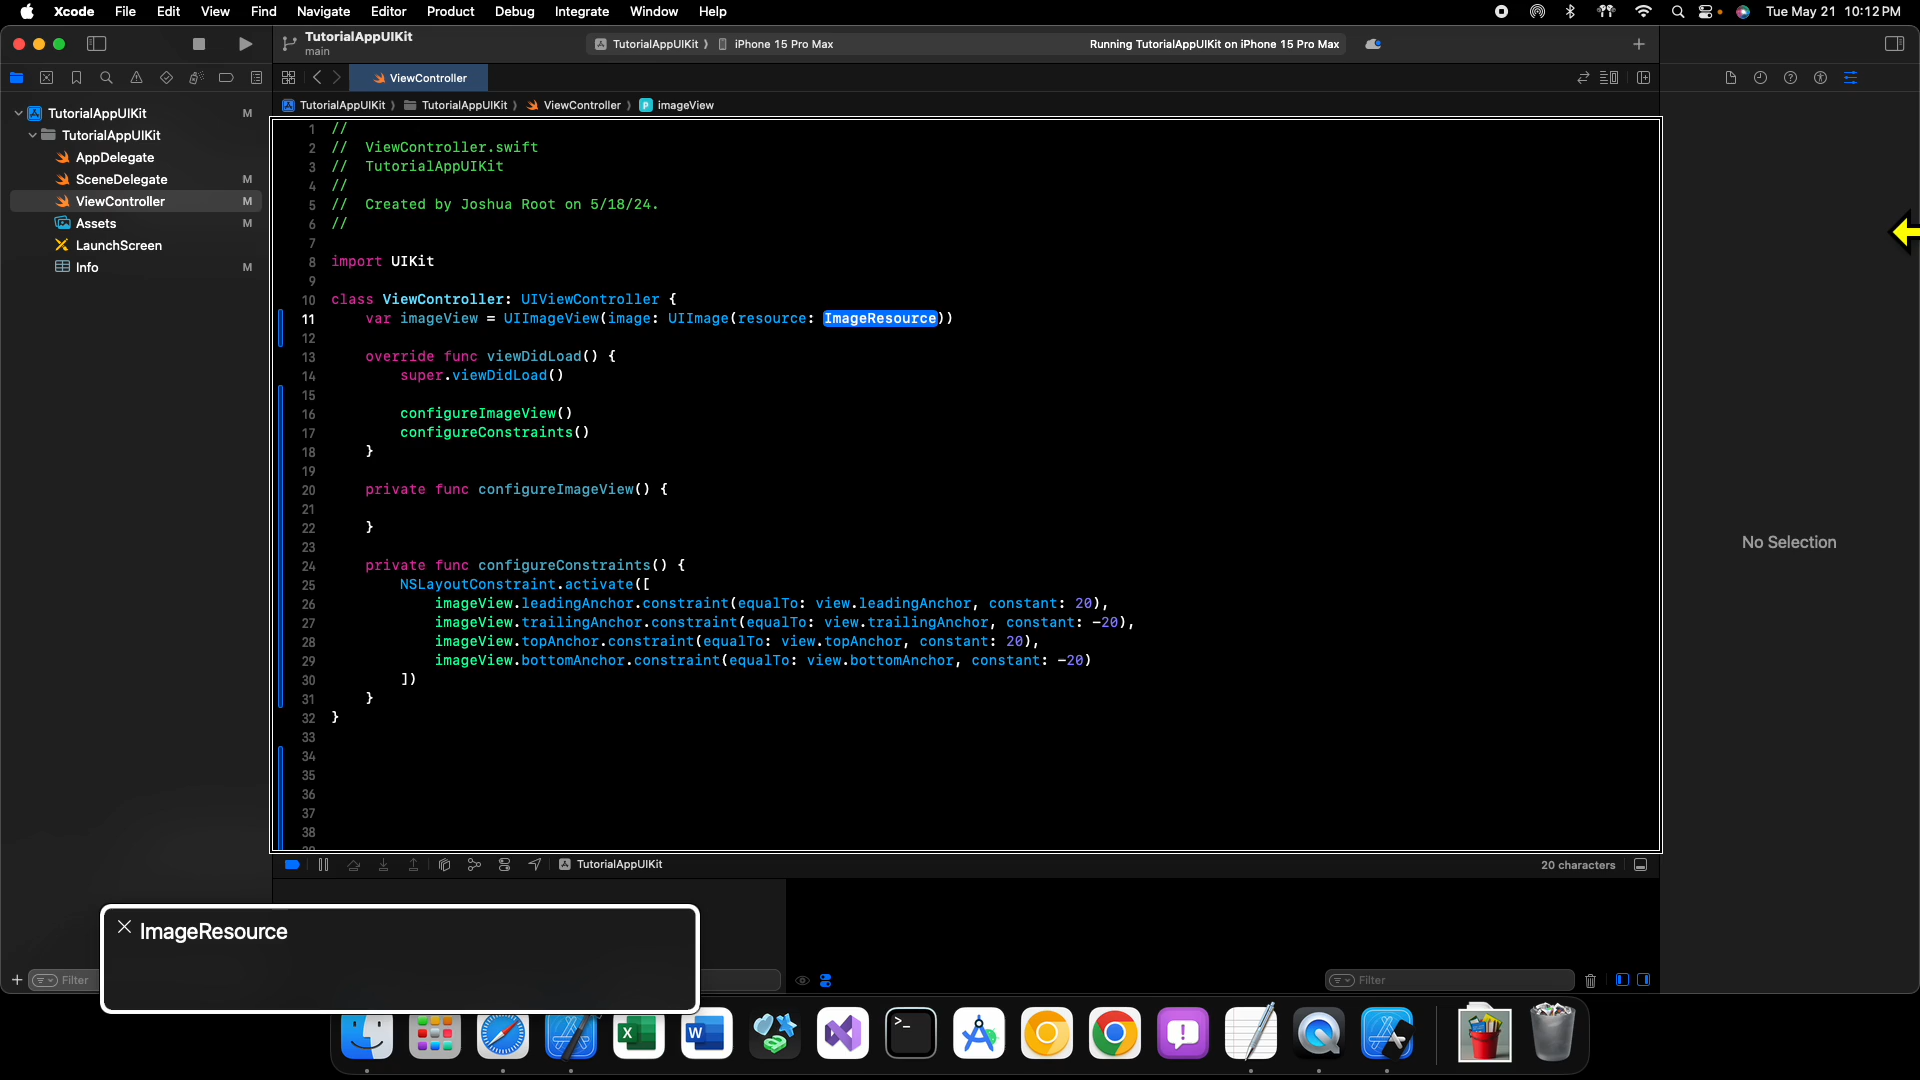 Xcode File Edit View Find Navigate Editor Product Debug Integrate Window Help Tue May 21 10:12 PM
TutorialAppUIKit
main
TutorialAppUIKit iPhone 15 Pro Max Running TutorialAppUIKit on iPhone 15 Pro Max
ViewController
TutorialAppUIKit TutorialAppUIKit ViewController imageView
TutorialAppUIKit M
TutorialAppUIKit
AppDelegate
SceneDelegate M
ViewController M
Assets M
LaunchScreen
Info M
1 //
2 // ViewController.swift
3 // TutorialAppUIKit
4 //
5 // Created by Joshua Root on 5/18/24.
6 //
7
8 import UIKit
9
10 class ViewController: UIViewController {
11 var imageView = UIImageView(image: UIImage(resource: ImageResource))
12
13 override func viewDidLoad() {
14 super.viewDidLoad()
15
16 configureImageView()
17 configureConstraints()
18 }
19
20 private func configureImageView() {
21
22 }
23
24 private func configureConstraints() {
25 NSLayoutConstraint.activate([
26 imageView.leadingAnchor.constraint(equalTo: view.leadingAnchor, constant: 20),
27 imageView.trailingAnchor.constraint(equalTo: view.trailingAnchor, constant: -20),
28 imageView.topAnchor.constraint(equalTo: view.topAnchor, constant: 20),
29 imageView.bottomAnchor.constraint(equalTo: view.bottomAnchor, constant: -20)
30 ])
31 }
32 }
33
34
35
36
37
38
No Selection
TutorialAppUIKit 20 characters
ImageResource
Filter
Filter